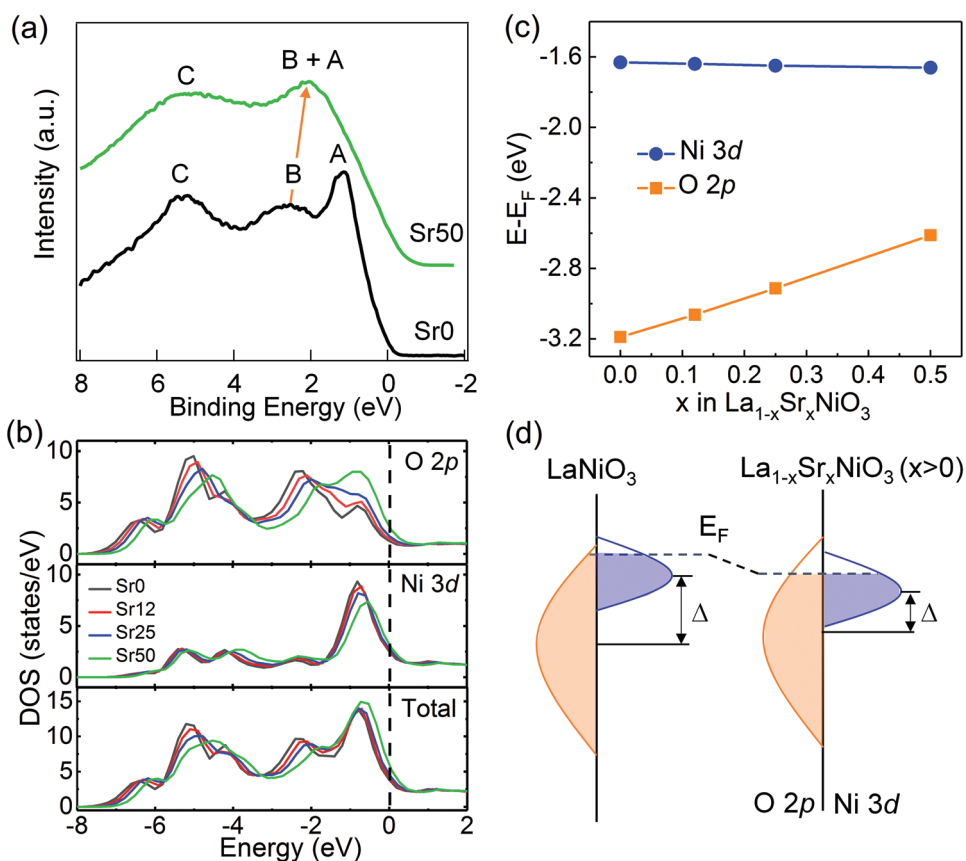 (a)
C
B + A
C
B
A
Sr50
Sr0
Intensity (a.u.)
8 6 4 2 0 -2
Binding Energy (eV)
(b)
10
5
0
O 2p
10
5
0
Ni 3d
Sr0
Sr12
Sr25
Sr50
15
10
5
0
Total
DOS (states/eV)
-8 -6 -4 -2 0 2
Energy (eV)
(c)
-1.6
-2.0
-2.4
-2.8
-3.2
E-E_F (eV)
Ni 3d
O 2p
0.0 0.1 0.2 0.3 0.4 0.5
x in La₁₋ₓSrₓNiO₃
(d)
LaNiO₃
La₁₋ₓSrₓNiO₃ (x>0)
E_F
Δ
Δ
O 2p Ni 3d